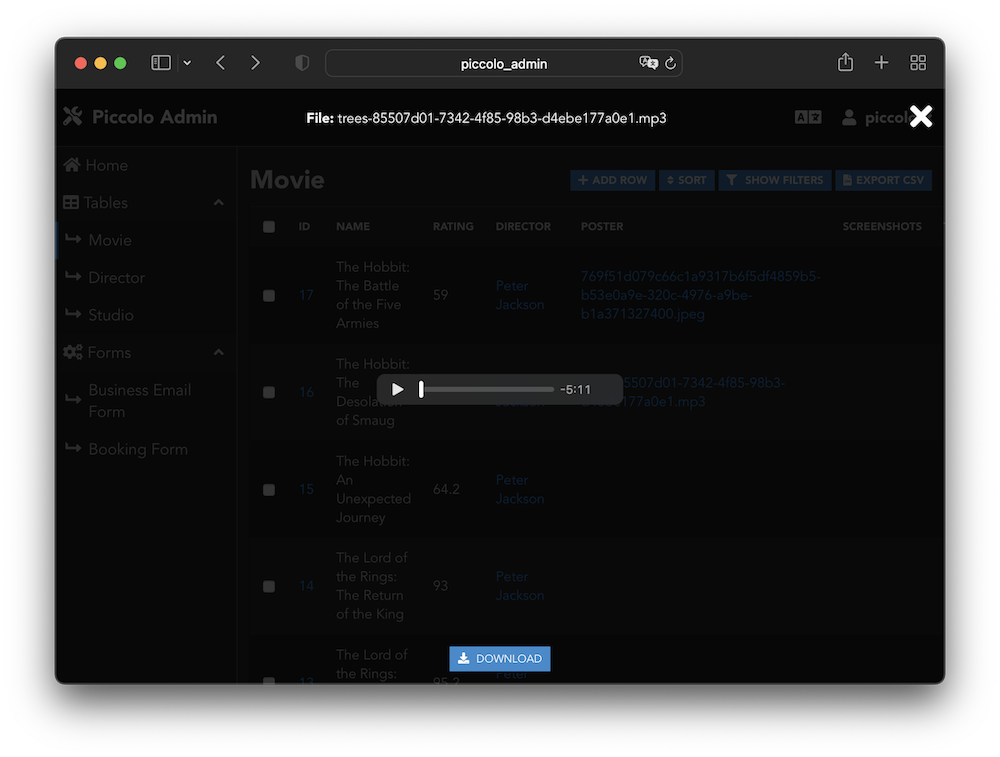 piccolo_admin
Piccolo Admin
File: trees-85507d01-7342-4f85-98b3-d4ebe177a0e1.mp3
A
piccol
Home
Tables
Movie
Director
Studio
Forms
Business Email
Form
Booking Form
Movie
ADD ROW
SORT
SHOW FILTERS
EXPORT CSV
ID NAME RATING DIRECTOR POSTER SCREENSHOTS
17
The Hobbit:
The Battle
of the Five
Armies
59
Peter
Jackson
769f51d079c66c1a9317b6f5df4859b5-
b53e0a9e-320c-4976-a9be-
b1a371327400.jpeg
16
The Hobbit:
The
Desola
of Smaug
-5:11
5507d01-7342-4f85-98b3-
177a0e1.mp3
15
The Hobbit:
An
Unexpected
Journey
64.2
Peter
Jackson
14
The Lord of
the Rings:
The Return
of the King
93
Peter
Jackson
13
The Lord of
the Rings:
95.2
Peter
DOWNLOAD